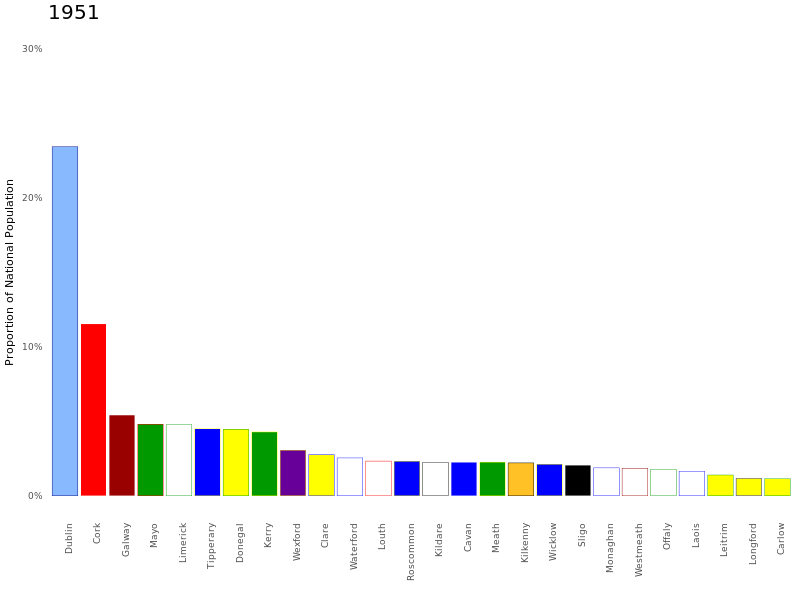 1951
30%
20%
10%
0%
Proportion of National Population
Dublin
Cork
Galway
Mayo
Limerick
Tipperary
Donegal
Kerry
Wexford
Clare
Waterford
Louth
Roscommon
Kildare
Cavan
Meath
Kilkenny
Wicklow
Sligo
Monaghan
Westmeath
Offaly
Laois
Leitrim
Longford
Carlow